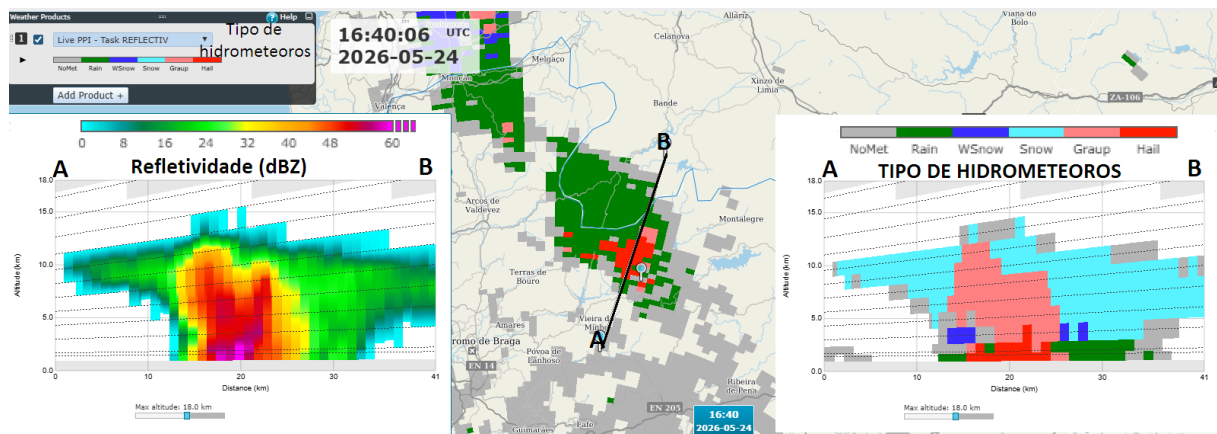 Weather Products
Help
1
Live PPI - Task REFLECTIV
Tipo de
hidrometeoros
NoMet Rain WSnow Snow Graup Hail
Add Product +
16:40:06 UTC
2026-05-24
Allariz
Viana do
Bolo
Celanova
Melgaço
Monção
Xinzo de
Limia
Valença
Bande
ZA-106
0 8 16 24 32 40 48 60
A Refletividade (dBZ) B
18.0
15.0
10.0
5.0
0.0
Altitude (km)
0 10 20 30 41
Distance (km)
Max altitude: 18.0 km
B
Arcos de
Valdevez
Montalegre
Terras de
Bouro
Vieira do
Minho
A
Amares
Póvoa de
Lanhoso
EN 14
Ribeira
de Pena
EN 205
Guimarães
Fafe
16:40
2026-05-24
NoMet Rain WSnow Snow Graup Hail
A TIPO DE HIDROMETEOROS B
18.0
15.0
10.0
5.0
0.0
Altitude (km)
0 10 20 30 41
Distance (km)
Max altitude: 18.0 km